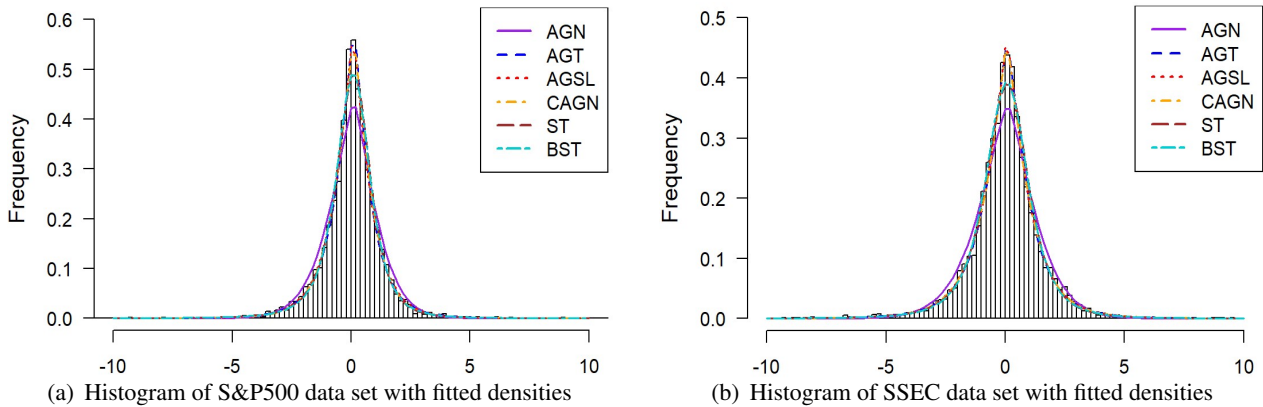 0.6
0.5
0.4
0.3
0.2
0.1
0.0
Frequency
AGN
AGT
AGSL
CAGN
ST
BST
-10 -5 0 5 10
(a) Histogram of S&P500 data set with fitted densities
0.5
0.4
0.3
0.2
0.1
0.0
Frequency
AGN
AGT
AGSL
CAGN
ST
BST
-10 -5 0 5 10
(b) Histogram of SSEC data set with fitted densities